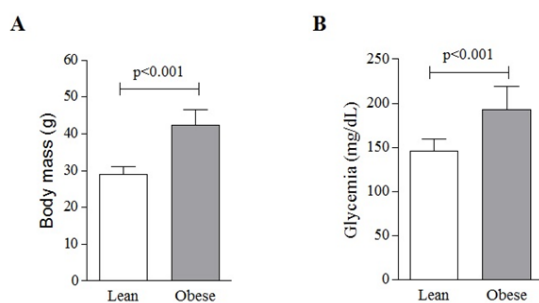 A
Body mass (g)
60
50
40
30
20
10
0
p<0.001
Lean Obese
B
Glycemia (mg/dL)
250
200
150
100
50
0
p<0.001
Lean Obese